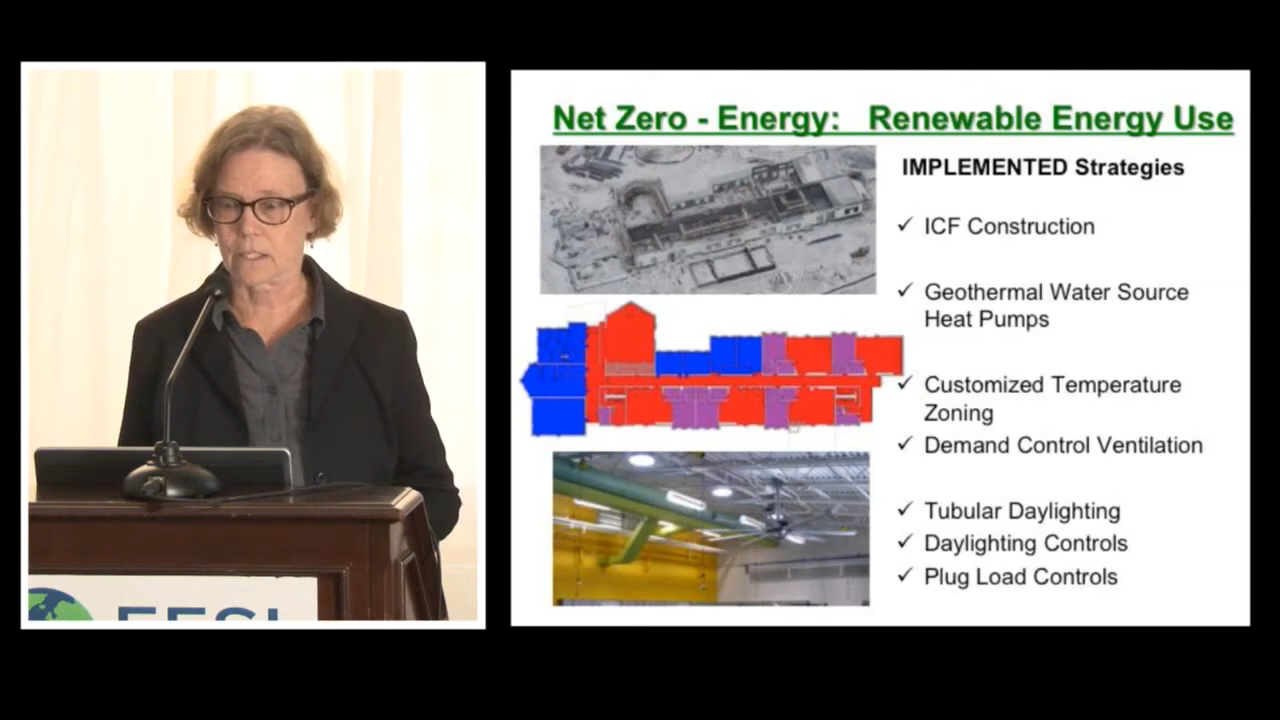 Net Zero - Energy: Renewable Energy Use
IMPLEMENTED Strategies
✓ ICF Construction
✓ Geothermal Water Source
Heat Pumps
✓ Customized Temperature
Zoning
✓ Demand Control Ventilation
✓ Tubular Daylighting
✓ Daylighting Controls
✓ Plug Load Controls
EESI